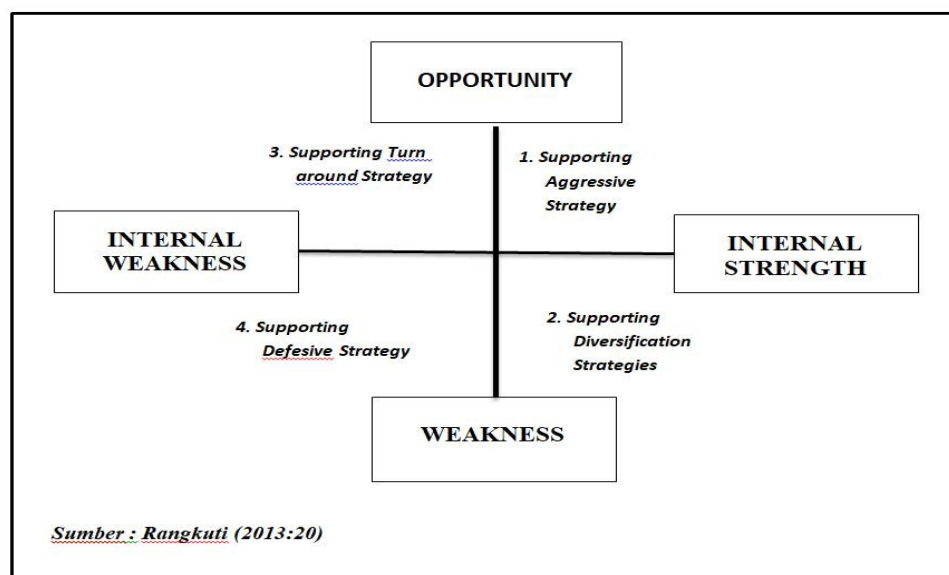 OPPORTUNITY
3. Supporting Turn
around Strategy
1. Supporting
Aggressive
Strategy
INTERNAL
WEAKNESS
INTERNAL
STRENGTH
4. Supporting
Defesive Strategy
2. Supporting
Diversification
Strategies
WEAKNESS
Sumber : Rangkuti (2013:20)